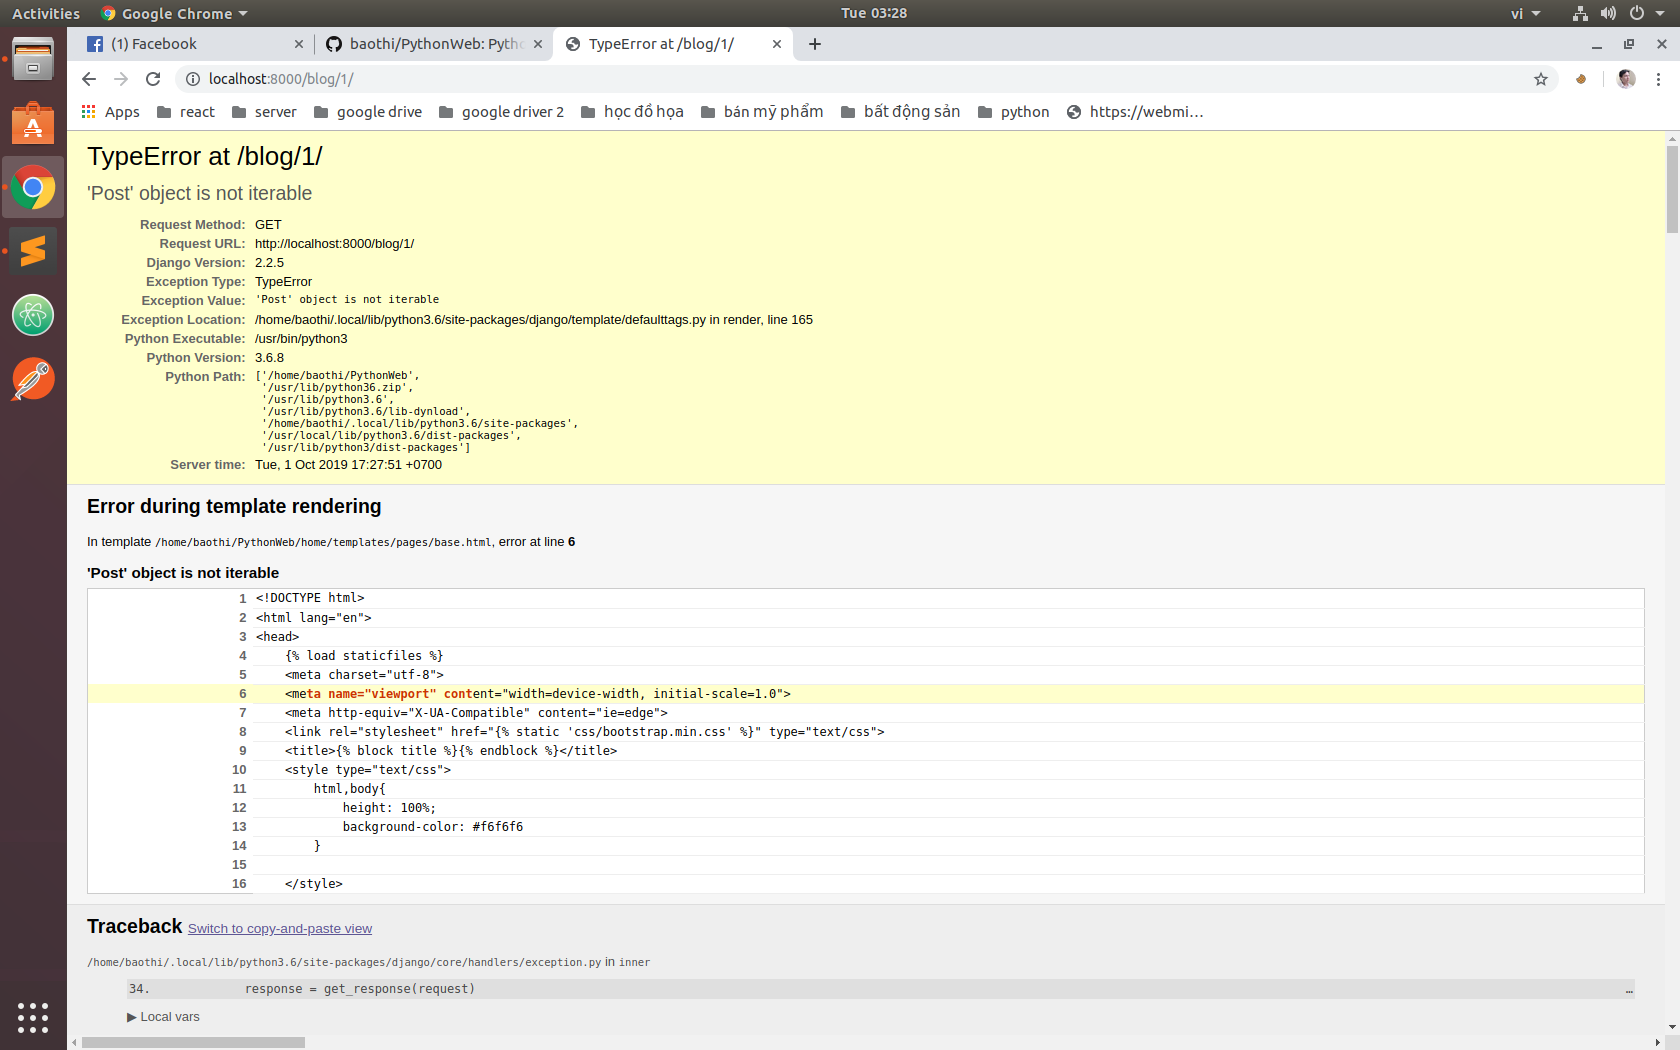 Activities
Google Chrome
Tue 03:28
vi
(1) Facebook
baothi/PythonWeb: Pytho
TypeError at /blog/1/
localhost:8000/blog/1/
Apps
react
server
google drive
google driver 2
học đồ họa
bán mỹ phẩm
bất động sản
python
https://webmi...
TypeError at /blog/1/
'Post' object is not iterable
Request Method: GET
Request URL: http://localhost:8000/blog/1/
Django Version: 2.2.5
Exception Type: TypeError
Exception Value: 'Post' object is not iterable
Exception Location: /home/baothi/.local/lib/python3.6/site-packages/django/template/defaulttags.py in render, line 165
Python Executable: /usr/bin/python3
Python Version: 3.6.8
Python Path: ['/home/baothi/PythonWeb',
'/usr/lib/python36.zip',
'/usr/lib/python3.6',
'/usr/lib/python3.6/lib-dynload',
'/home/baothi/.local/lib/python3.6/site-packages',
'/usr/local/lib/python3.6/dist-packages',
'/usr/lib/python3/dist-packages']
Server time: Tue, 1 Oct 2019 17:27:51 +0700
Error during template rendering
In template /home/baothi/PythonWeb/home/templates/pages/base.html, error at line 6
'Post' object is not iterable
1 <!DOCTYPE html>
2 <html lang="en">
3 <head>
4 {% load staticfiles %}
5 <meta charset="utf-8">
6 <meta name="viewport" content="width=device-width, initial-scale=1.0">
7 <meta http-equiv="X-UA-Compatible" content="ie=edge">
8 <link rel="stylesheet" href="{% static 'css/bootstrap.min.css' %}" type="text/css">
9 <title>{% block title %}{% endblock %}</title>
10 <style type="text/css">
11 html,body{
12 height: 100%;
13 background-color: #f6f6f6
14 }
15
16 </style>
Traceback Switch to copy-and-paste view
/home/baothi/.local/lib/python3.6/site-packages/django/core/handlers/exception.py in inner
34. response = get_response(request) …
▶ Local vars